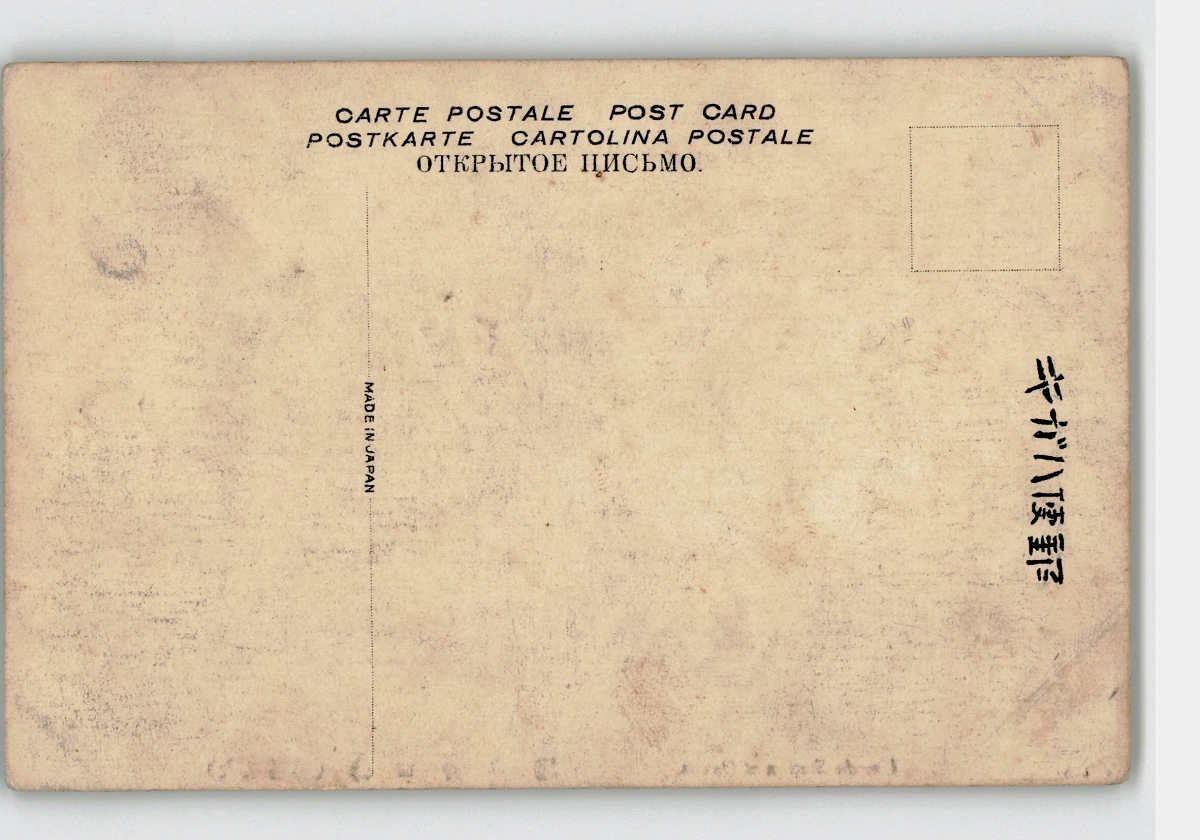 CARTE POSTALE POST CARD
POSTKARTE CARTOLINA POSTALE
ОТКРЫТОЕ ПИСЬМО.
MADE IN JAPAN
郵便ハガキ